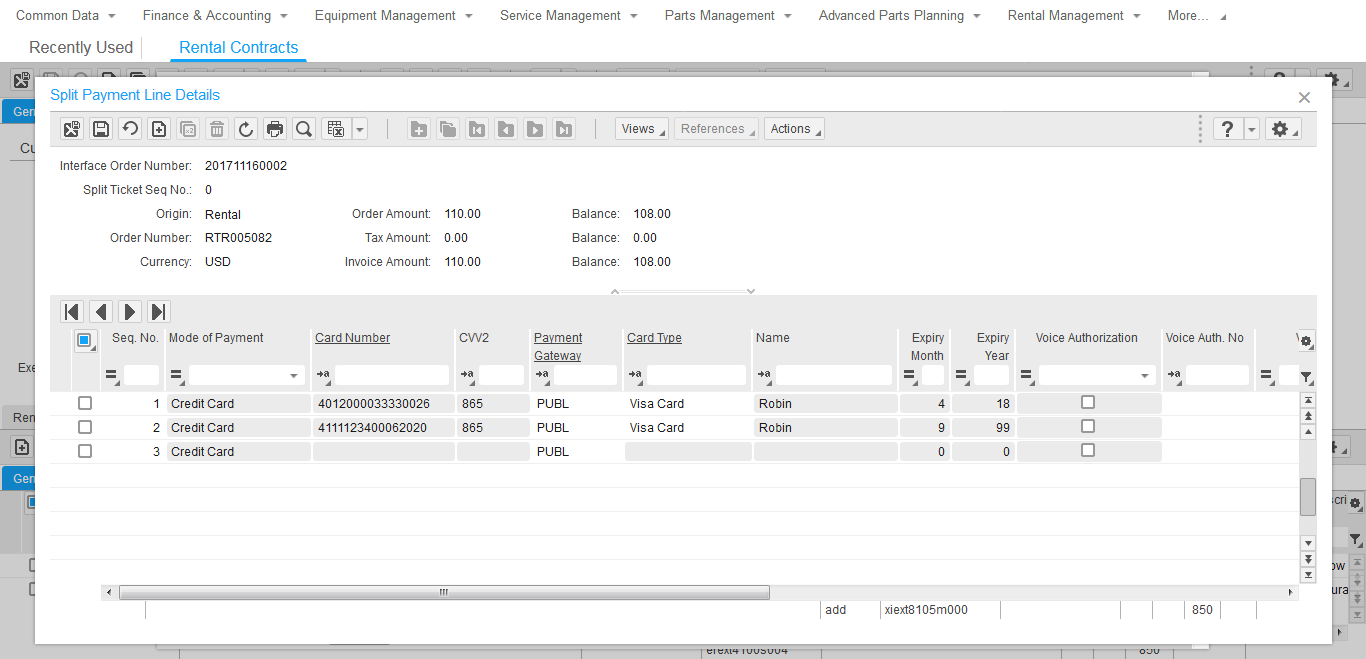 Common Data Finance & Accounting Equipment Management Service Management Parts Management Advanced Parts Planning Rental Management More...
Recently Used Rental Contracts
Split Payment Line Details
Gen
Views References Actions ?
Cu
Interface Order Number: 201711160002
Split Ticket Seq No.: 0
Origin: Rental Order Amount: 110.00 Balance: 108.00
Order Number: RTR005082 Tax Amount: 0.00 Balance: 0.00
Currency: USD Invoice Amount: 110.00 Balance: 108.00
Seq. No. Mode of Payment Card Number CVV2 Payment Gateway Card Type Name Expiry Month Expiry Year Voice Authorization Voice Auth. No
Exe
1 Credit Card 4012000033330026 865 PUBL Visa Card Robin 4 18
Ren
2 Credit Card 4111123400062020 865 PUBL Visa Card Robin 9 99
3 Credit Card PUBL 0 0
Gen
scri
ow
ura
add xiext8105m000 850
erext4100s004 850